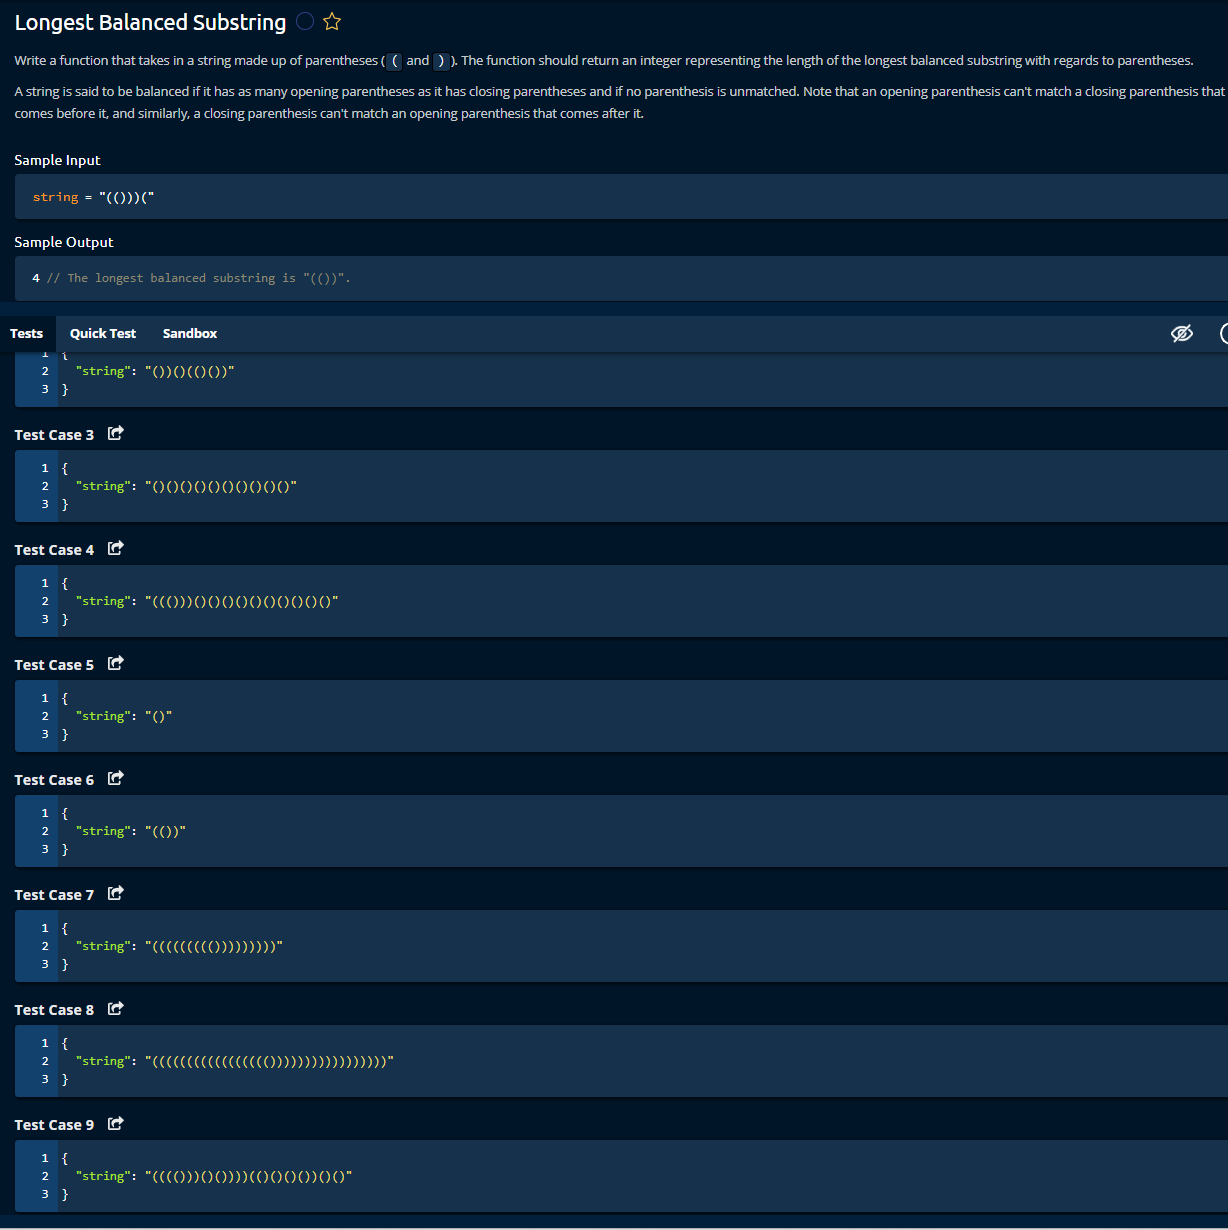 Longest Balanced Substring
Write a function that takes in a string made up of parentheses ( ( and ) ). The function should return an integer representing the length of the longest balanced substring with regards to parentheses.
A string is said to be balanced if it has as many opening parentheses as it has closing parentheses and if no parenthesis is unmatched. Note that an opening parenthesis can't match a closing parenthesis that
comes before it, and similarly, a closing parenthesis can't match an opening parenthesis that comes after it.
Sample Input
string = "(()))("
Sample Output
4 // The longest balanced substring is "(())".
Tests Quick Test Sandbox
1 {
2 "string": "())()(()())"
3 }
Test Case 3
1 {
2 "string": "()()()()()()()()()()"
3 }
Test Case 4
1 {
2 "string": "((()))()()()()()()()()()()"
3 }
Test Case 5
1 {
2 "string": "()"
3 }
Test Case 6
1 {
2 "string": "(())"
3 }
Test Case 7
1 {
2 "string": "((((((((()))))))))"
3 }
Test Case 8
1 {
2 "string": "((((((((((((((((()))))))))))))))))"
3 }
Test Case 9
1 {
2 "string": "(((()))()())))(()()()())()()"
3 }